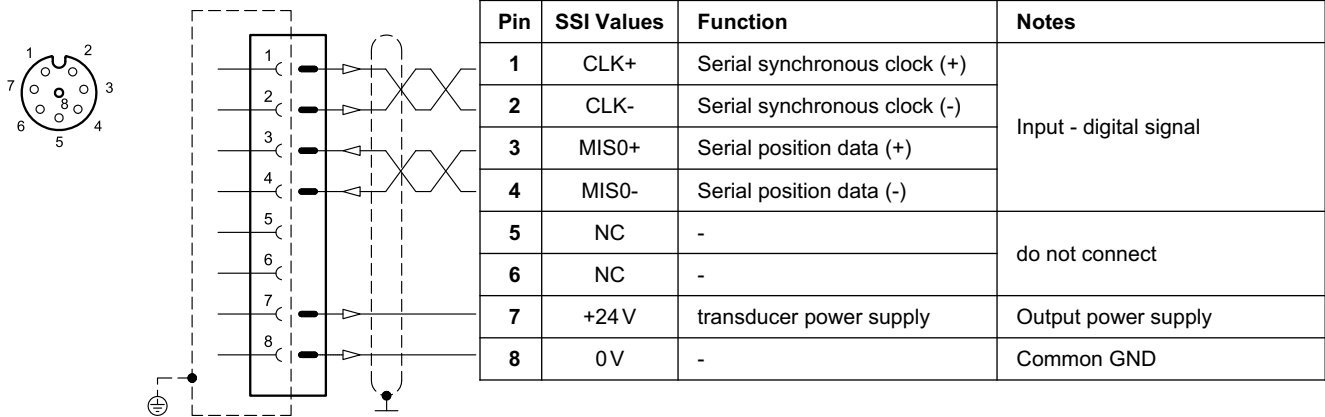 1 2
7 3
8
6 4
5
1
2
3
4
5
6
7
8
Pin SSI Values Function Notes
1 CLK+ Serial synchronous clock (+)
2 CLK- Serial synchronous clock (-)
Input - digital signal
3 MIS0+ Serial position data (+)
4 MIS0- Serial position data (-)
5 NC -
do not connect
6 NC -
7 +24V transducer power supply Output power supply
8 0V - Common GND